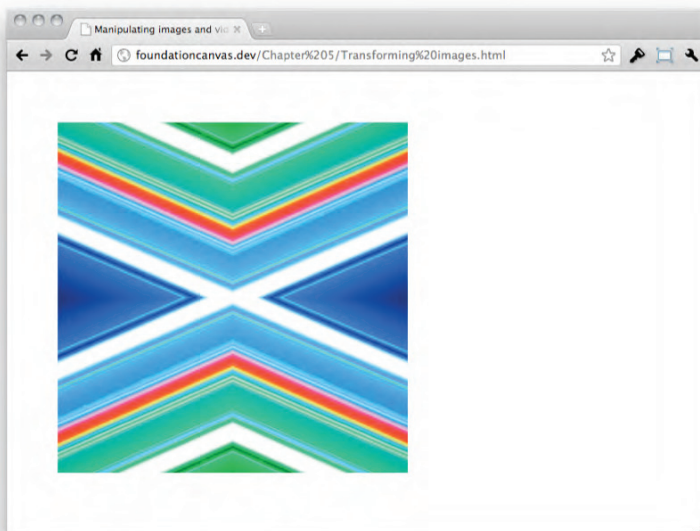 Manipulating images and vid
foundationcanvas.dev/Chapter%205/Transforming%20images.html